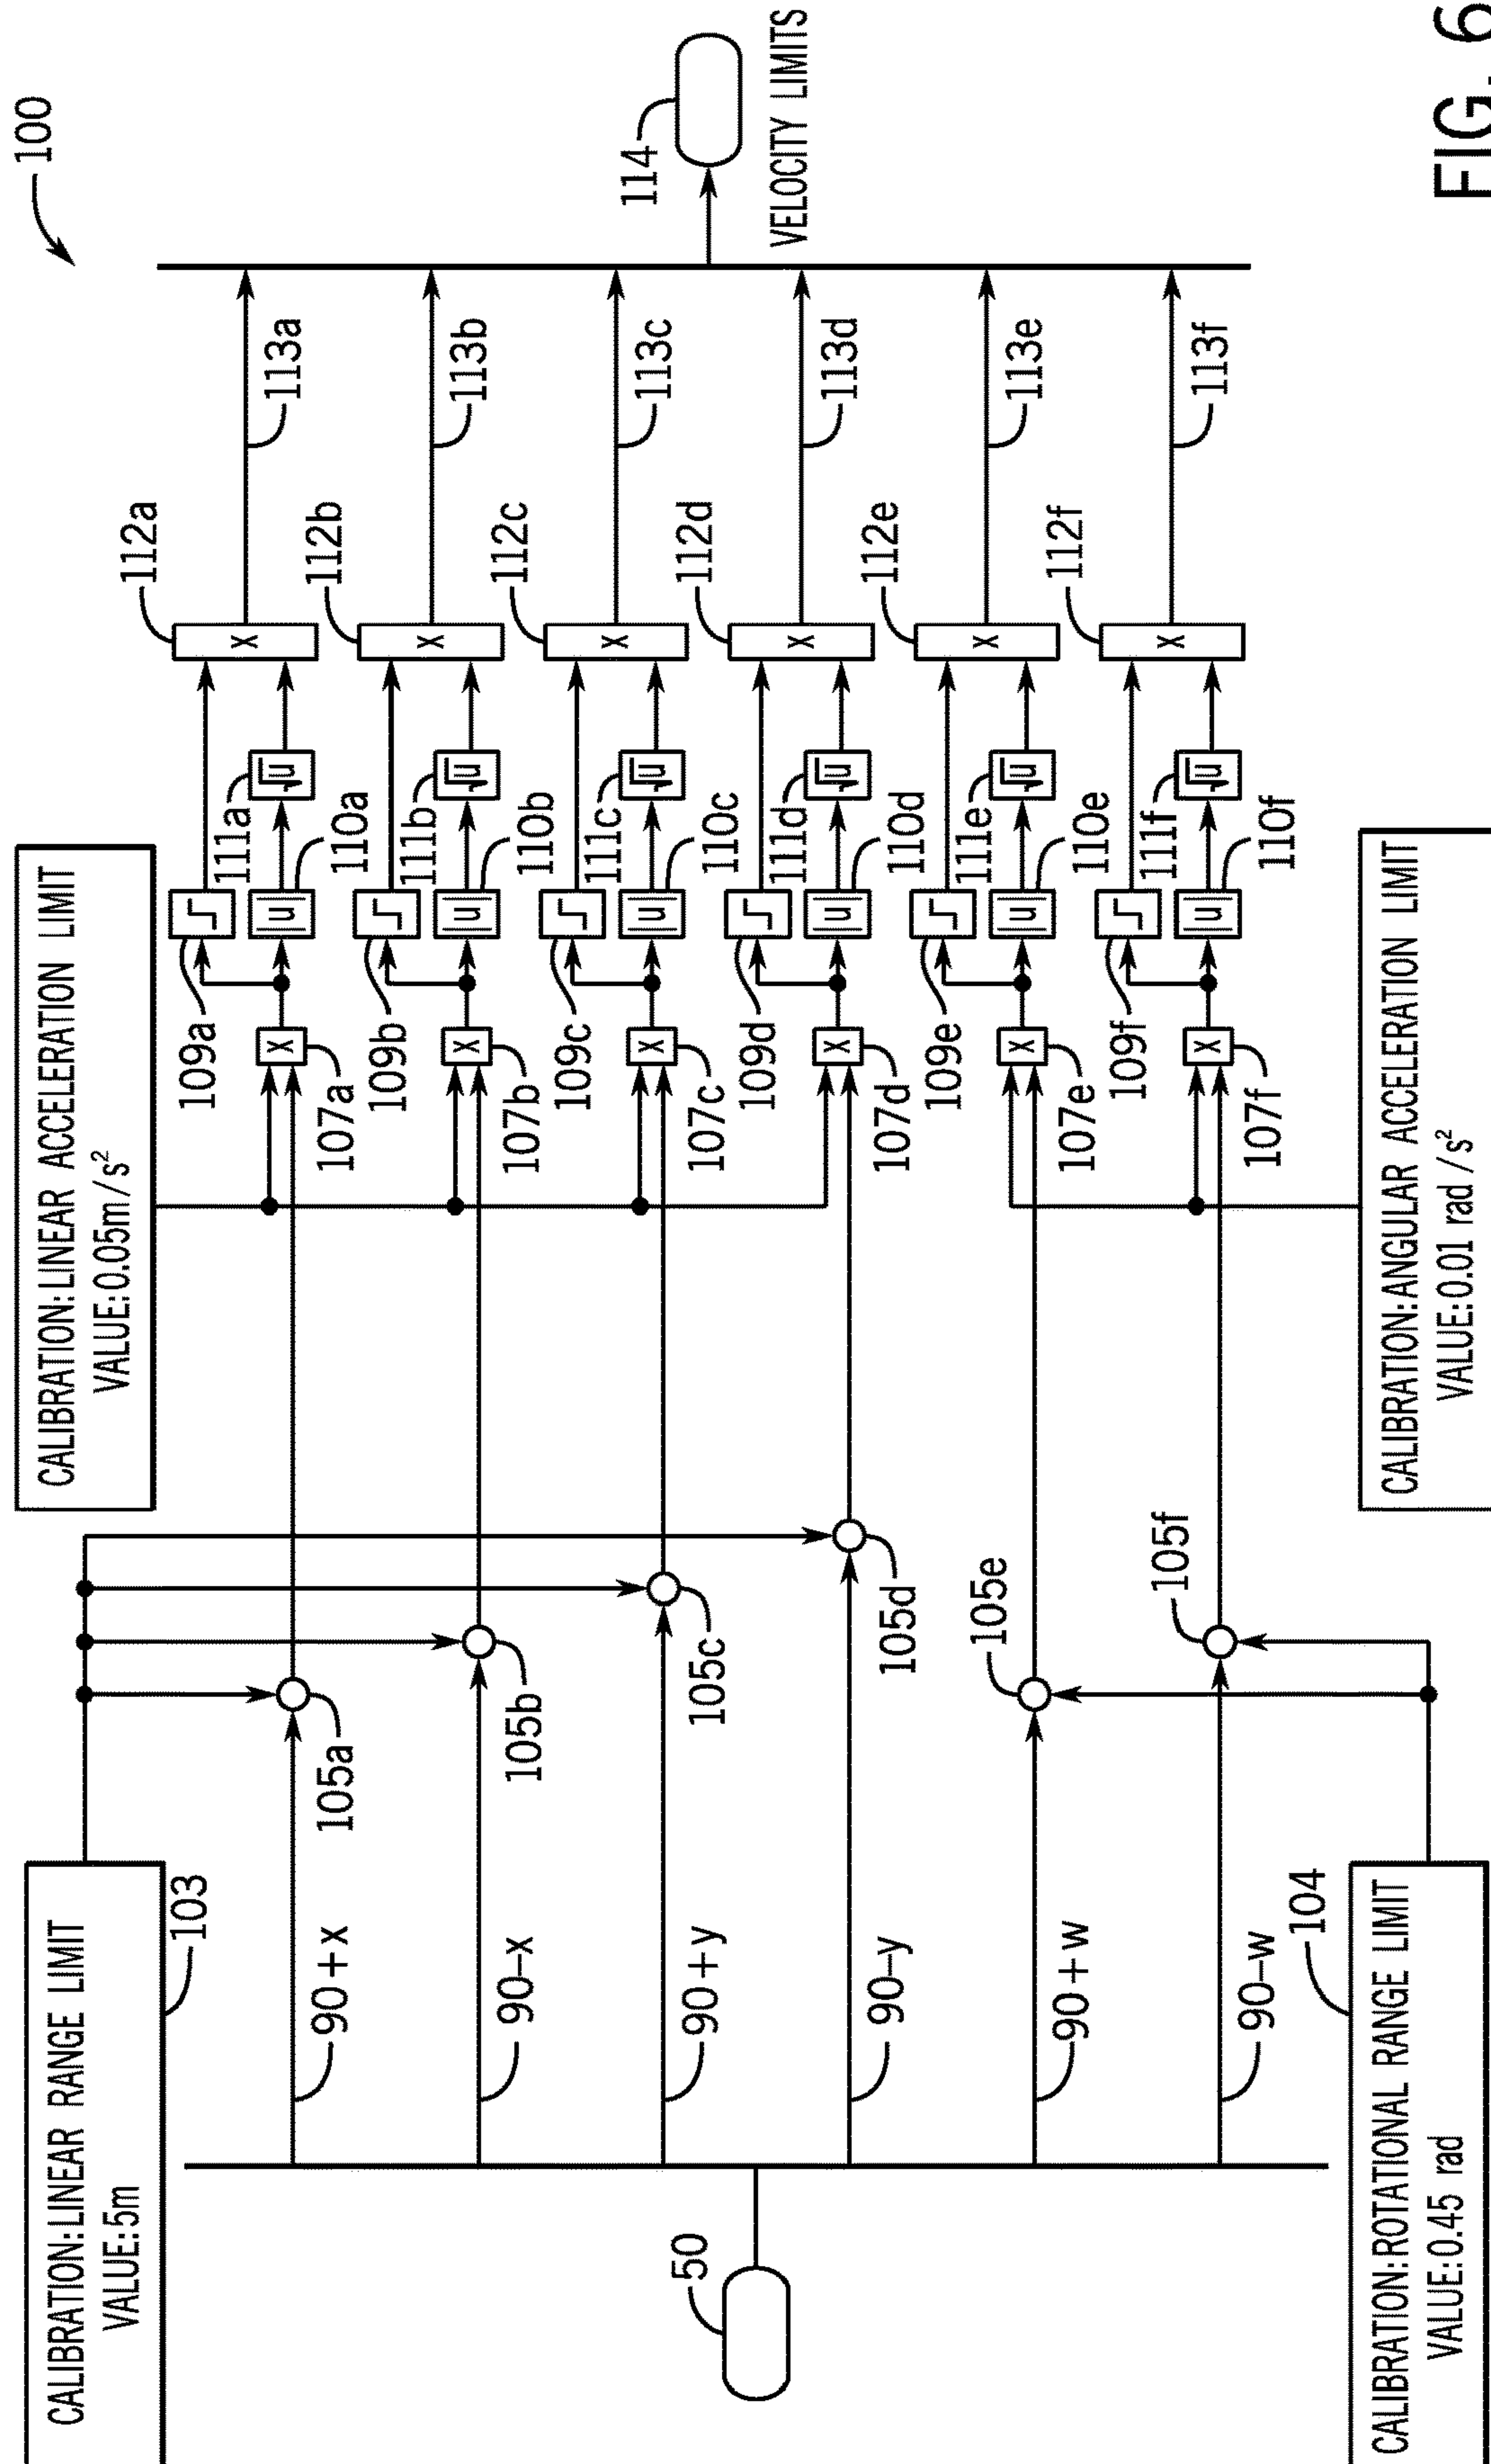 100
CALIBRATION:LINEAR RANGE LIMIT
VALUE:5m
103
CALIBRATION:LINEAR ACCELERATION LIMIT
VALUE:0.05m/s²
90+x
105a
107a
109a
110a
111a
112a
113a
X
X
u
u
90–x
105b
107b
109b
110b
111b
112b
113b
X
X
u
u
90+y
105c
107c
109c
110c
111c
112c
113c
X
X
u
u
50
90–y
105d
107d
109d
110d
111d
112d
113d
X
X
u
u
114
VELOCITY LIMITS
90+w
105e
107e
109e
110e
111e
112e
113e
X
X
u
u
90–w
105f
107f
109f
110f
111f
112f
113f
X
X
u
u
104
CALIBRATION:ROTATIONAL RANGE LIMIT
VALUE:0.45 rad
CALIBRATION:ANGULAR ACCELERATION LIMIT
VALUE:0.01 rad/s²
FIG. 6